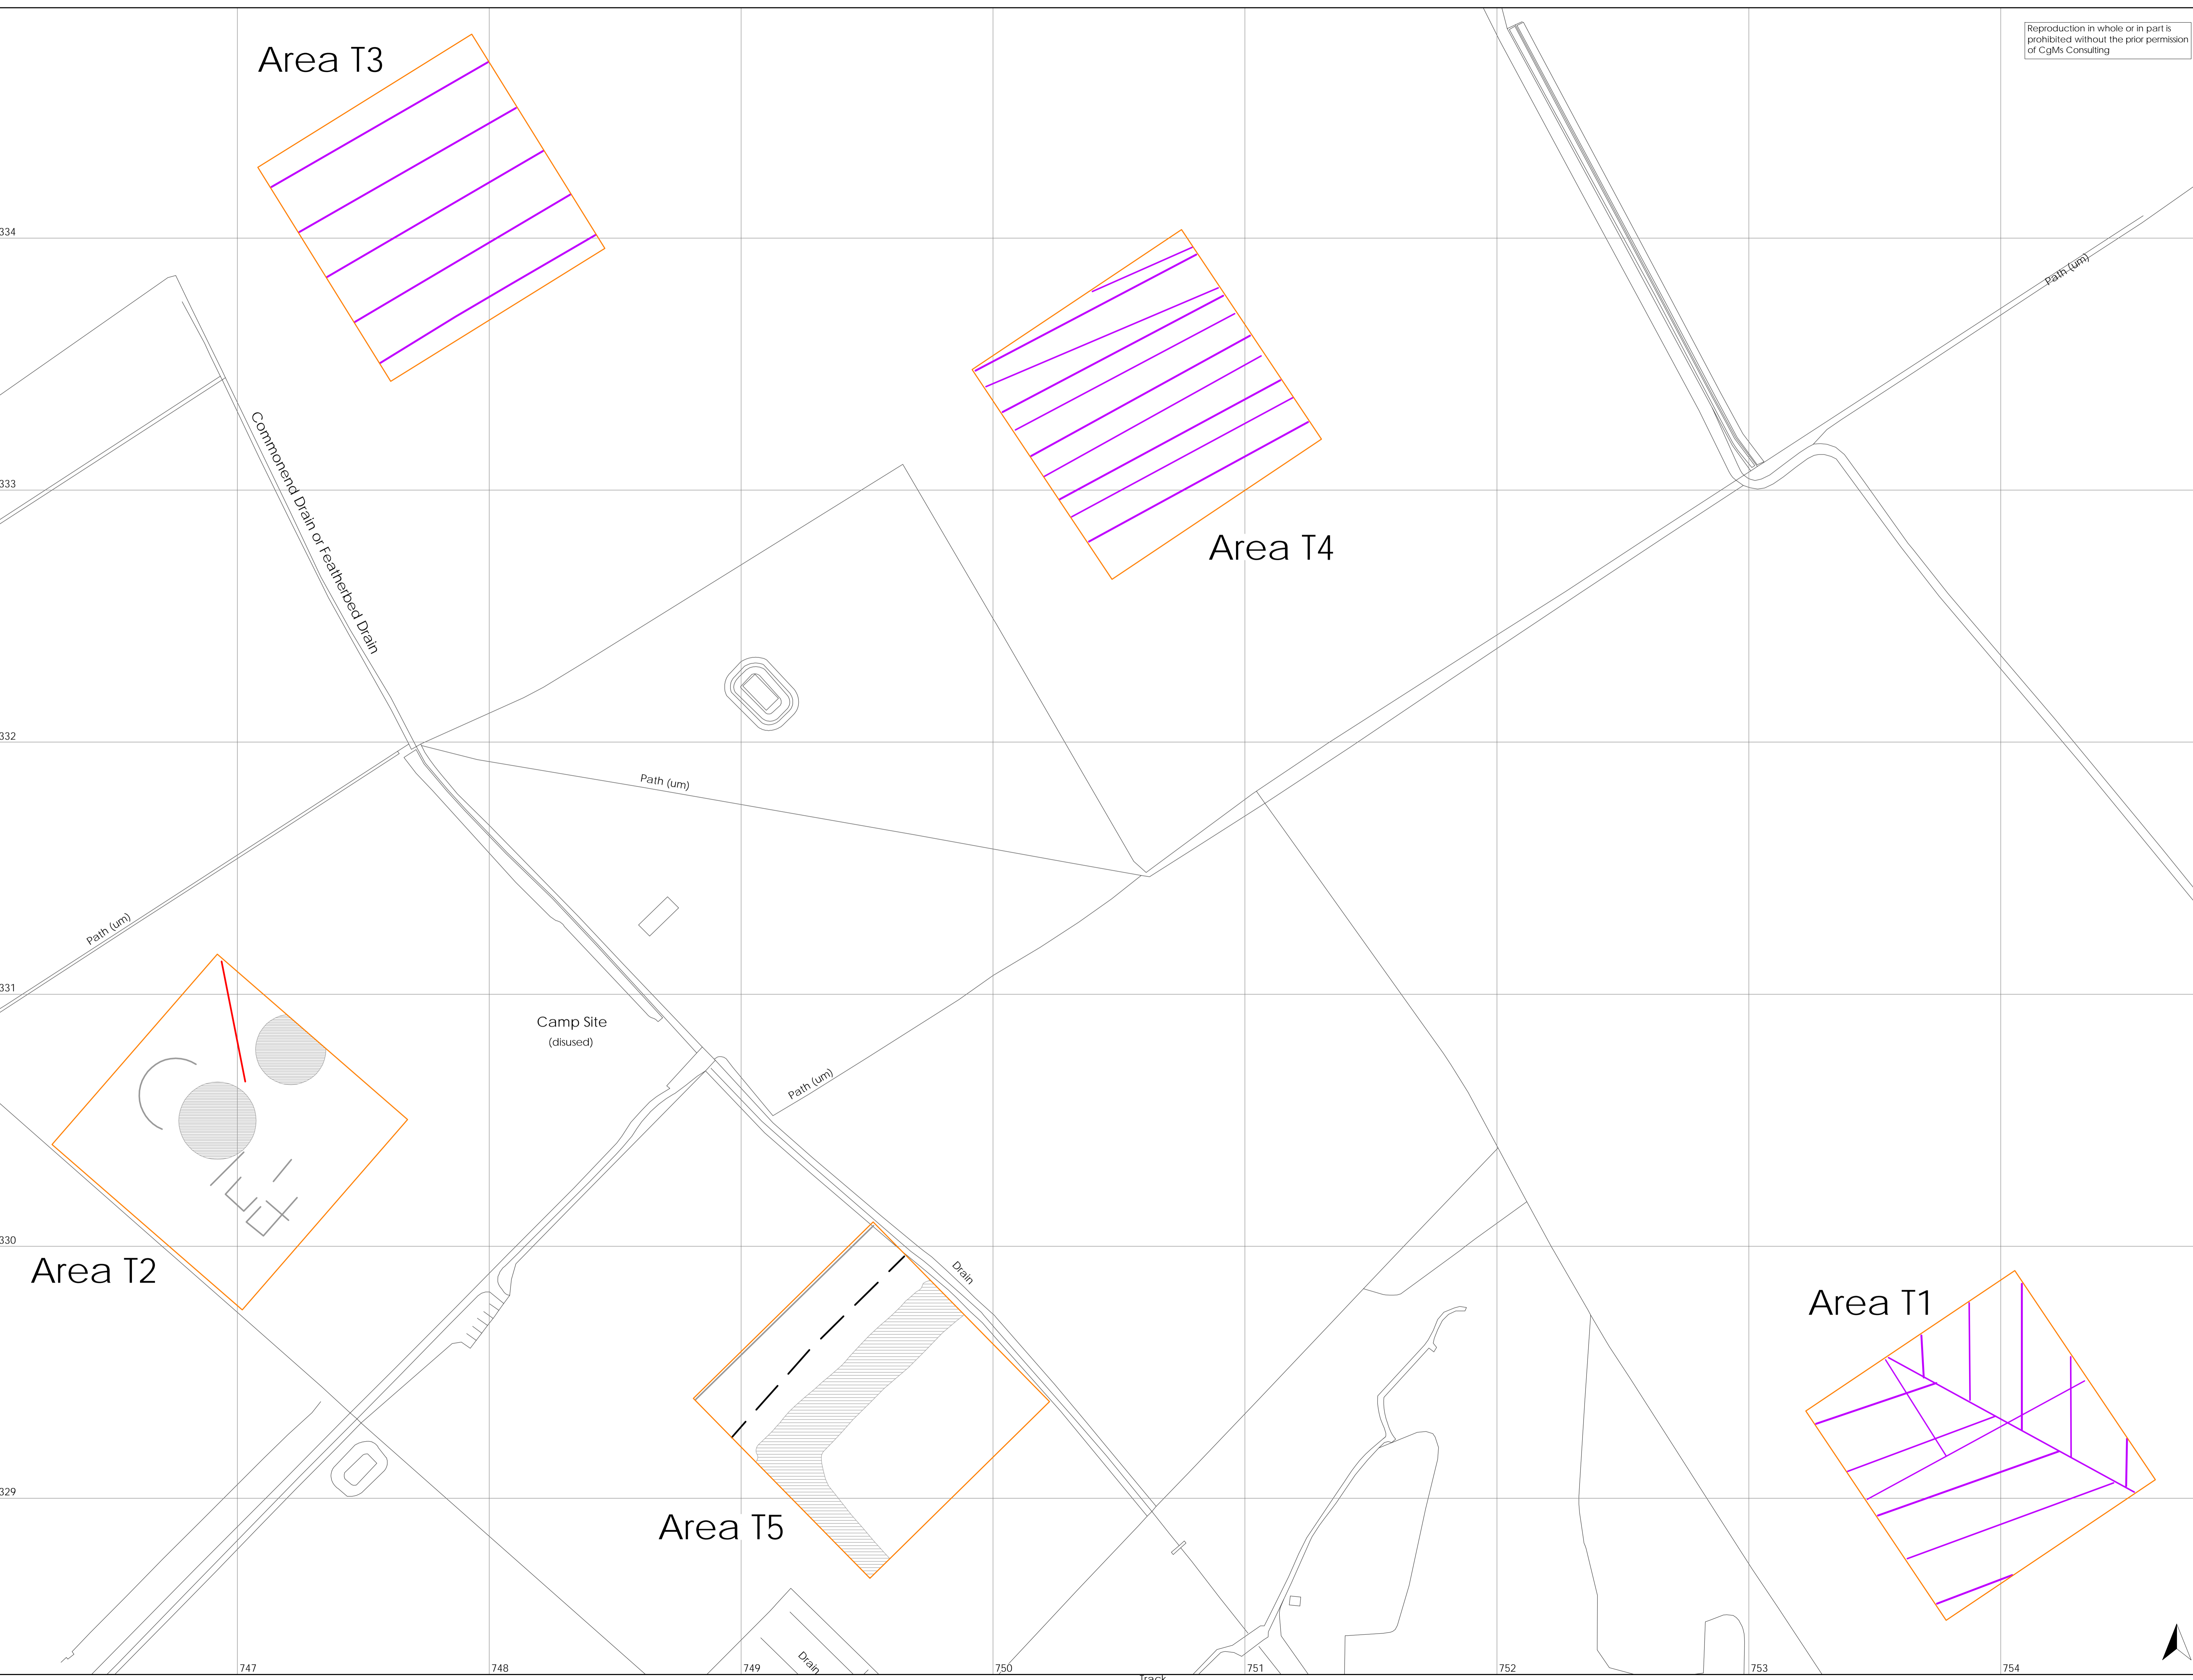 Reproduction in whole or in part is
prohibited without the prior permission
of CgMs Consulting
Area T3
334
Path (um)
Commonend Drain or Featherbed Drain
333
Area T4
332
Path (um)
Path (um)
331
Camp Site
(disused)
Path (um)
330
Area T2
Drain
Area T1
329
Area T5
Drain
747
748
749
750
751
752
753
754
Track